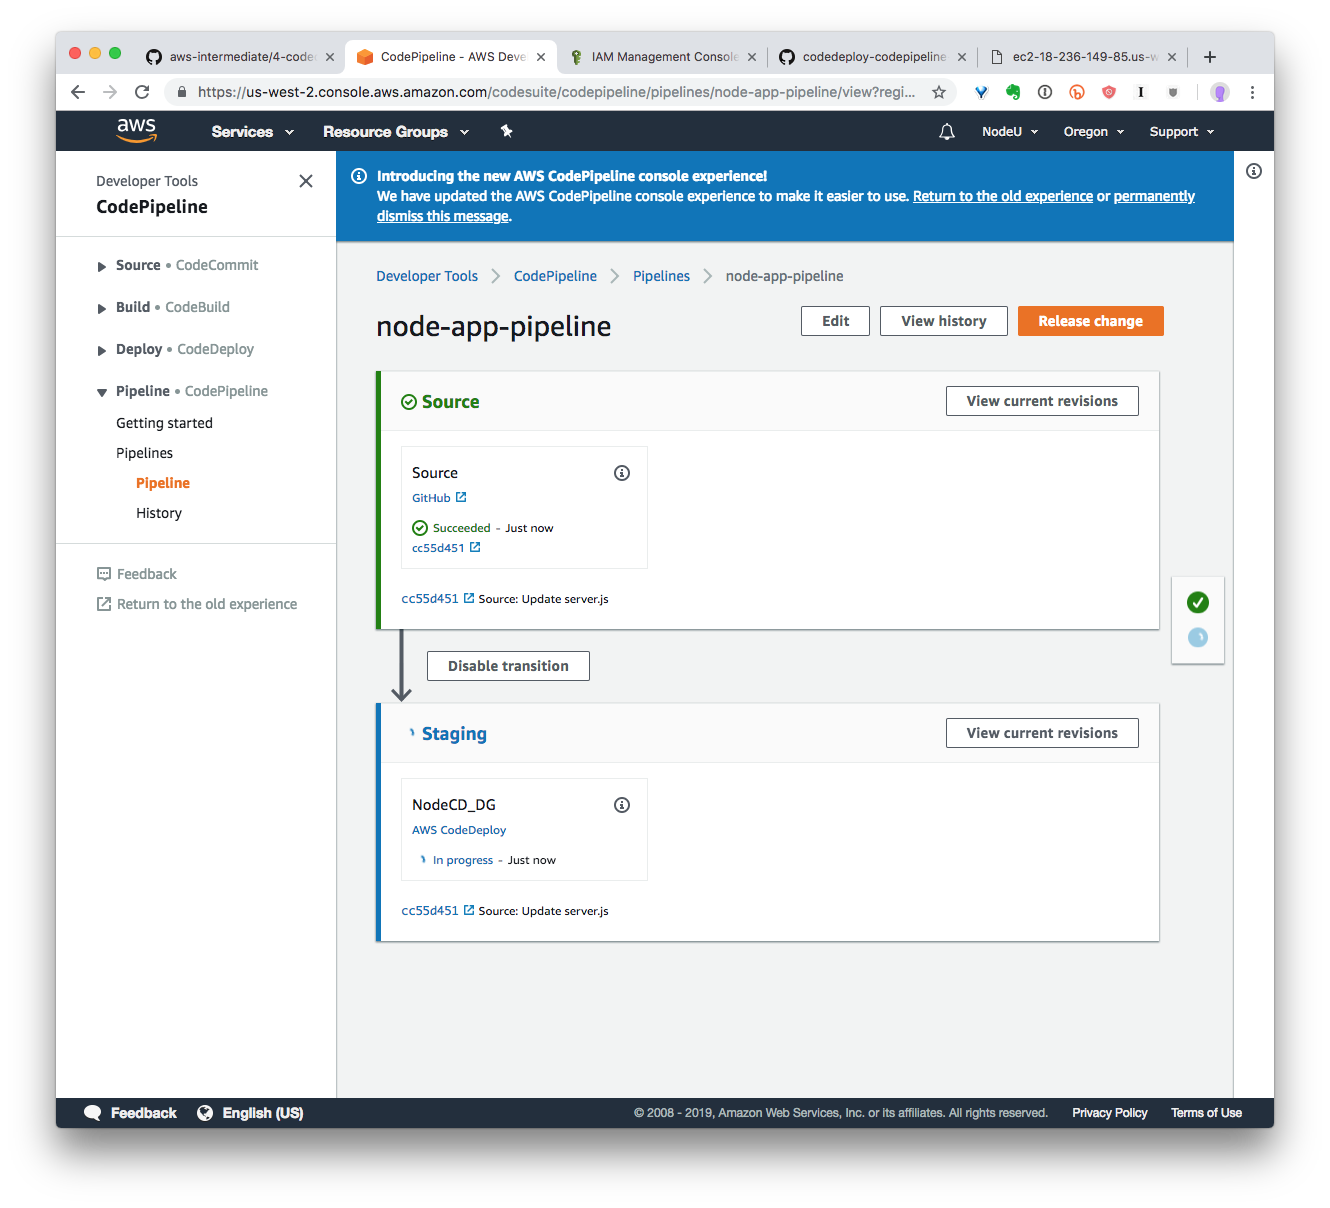 aws-intermediate/4-coder
CodePipeline - AWS Deve
IAM Management Console
codedeploy-codepipeline
ec2-18-236-149-85.us-w
https://us-west-2.console.aws.amazon.com/codesuite/codepipeline/pipelines/node-app-pipeline/view?regi...
aws
Services
Resource Groups
NodeU
Oregon
Support
Developer Tools
CodePipeline
Source • CodeCommit
Build • CodeBuild
Deploy • CodeDeploy
Pipeline • CodePipeline
Getting started
Pipelines
Pipeline
History
Feedback
Return to the old experience
Introducing the new AWS CodePipeline console experience!
We have updated the AWS CodePipeline console experience to make it easier to use. Return to the old experience or permanently
dismiss this message.
Developer Tools
CodePipeline
Pipelines
node-app-pipeline
node-app-pipeline
Edit
View history
Release change
Source
View current revisions
Source
GitHub
Succeeded - Just now
cc55d451
cc55d451 Source: Update server.js
Disable transition
Staging
View current revisions
NodeCD_DG
AWS CodeDeploy
In progress - Just now
cc55d451 Source: Update server.js
Feedback
English (US)
© 2008 - 2019, Amazon Web Services, Inc. or its affiliates. All rights reserved.
Privacy Policy
Terms of Use